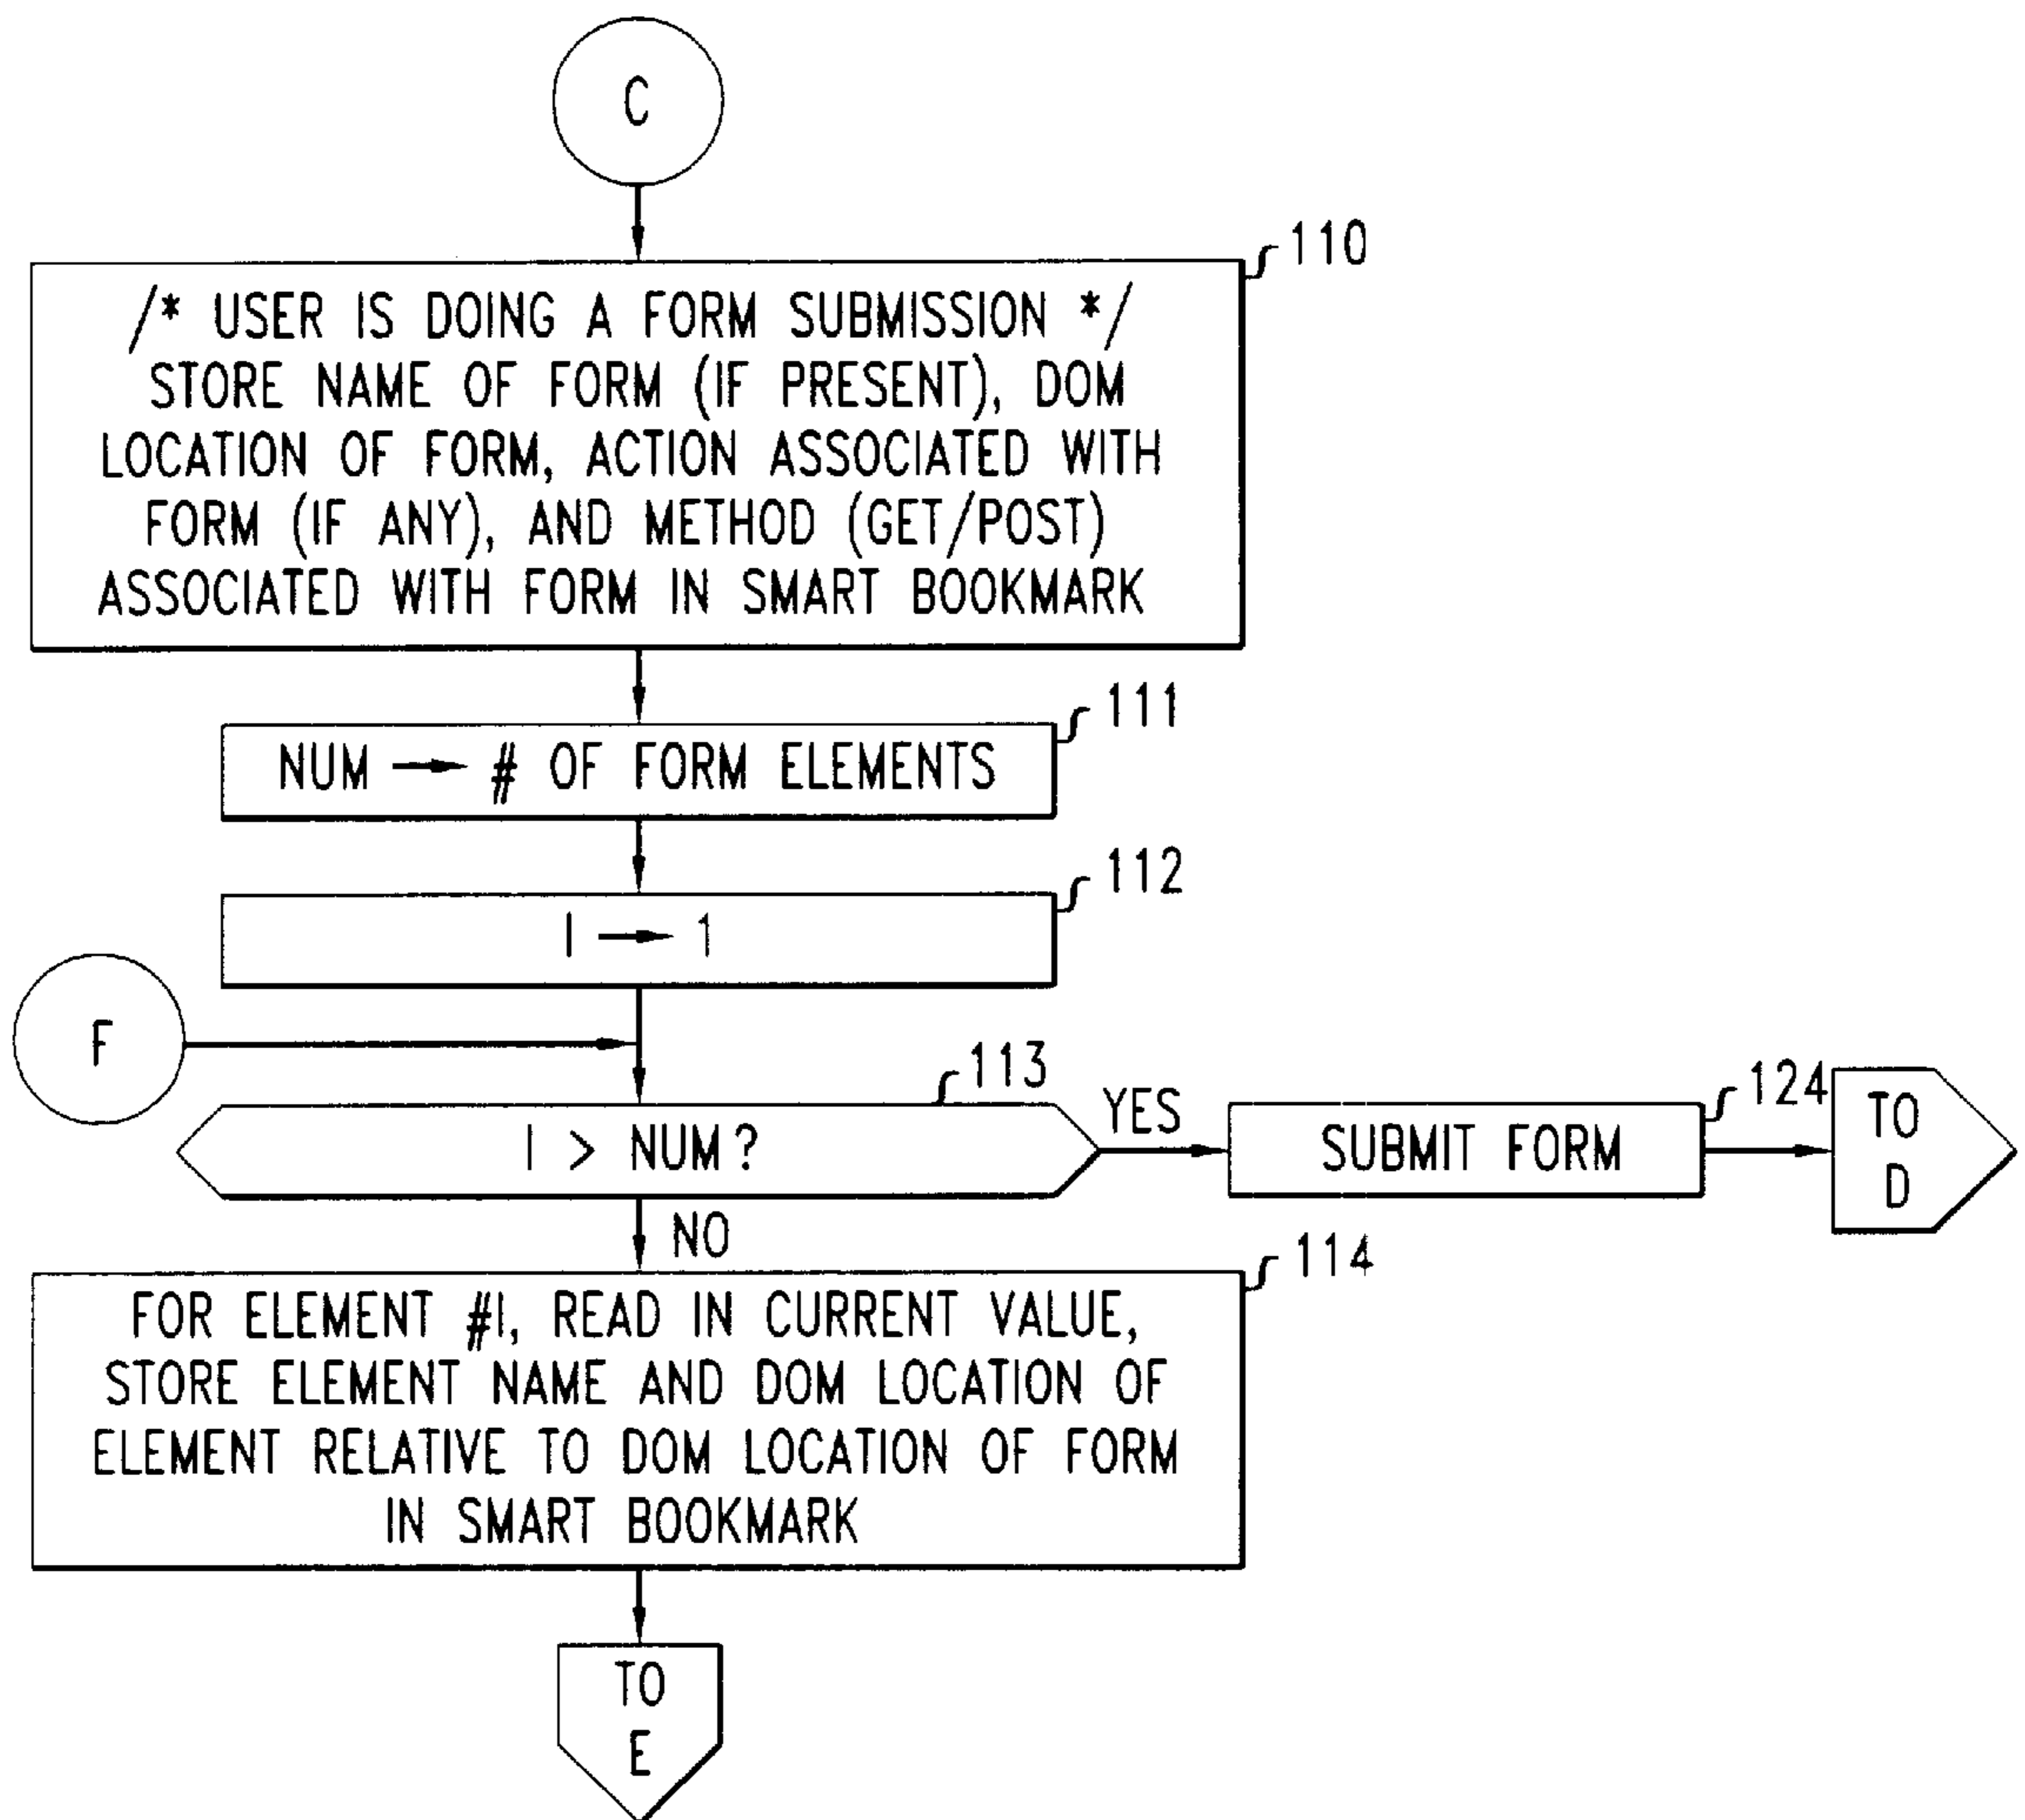 C
110
/* USER IS DOING A FORM SUBMISSION */
STORE NAME OF FORM (IF PRESENT), DOM
LOCATION OF FORM, ACTION ASSOCIATED WITH
FORM (IF ANY), AND METHOD (GET/POST)
ASSOCIATED WITH FORM IN SMART BOOKMARK
111
NUM → # OF FORM ELEMENTS
112
I → 1
F
113
I > NUM?
YES
124
SUBMIT FORM
TO
D
NO
114
FOR ELEMENT #I, READ IN CURRENT VALUE,
STORE ELEMENT NAME AND DOM LOCATION OF
ELEMENT RELATIVE TO DOM LOCATION OF FORM
IN SMART BOOKMARK
TO
E